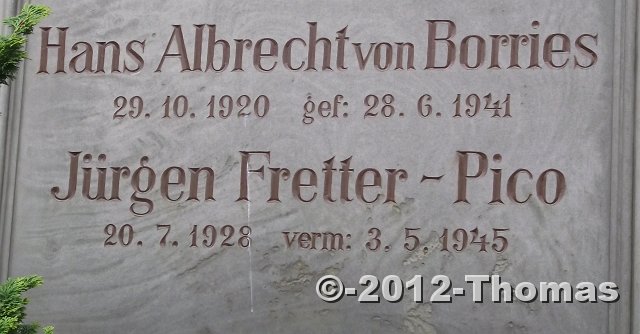 Hans Albrecht von Borries
29. 10. 1920 gef: 28. 6. 1941
Jürgen Fretter - Pico
20. 7. 1928 verm: 3. 5. 1945
©-2012-Thomas